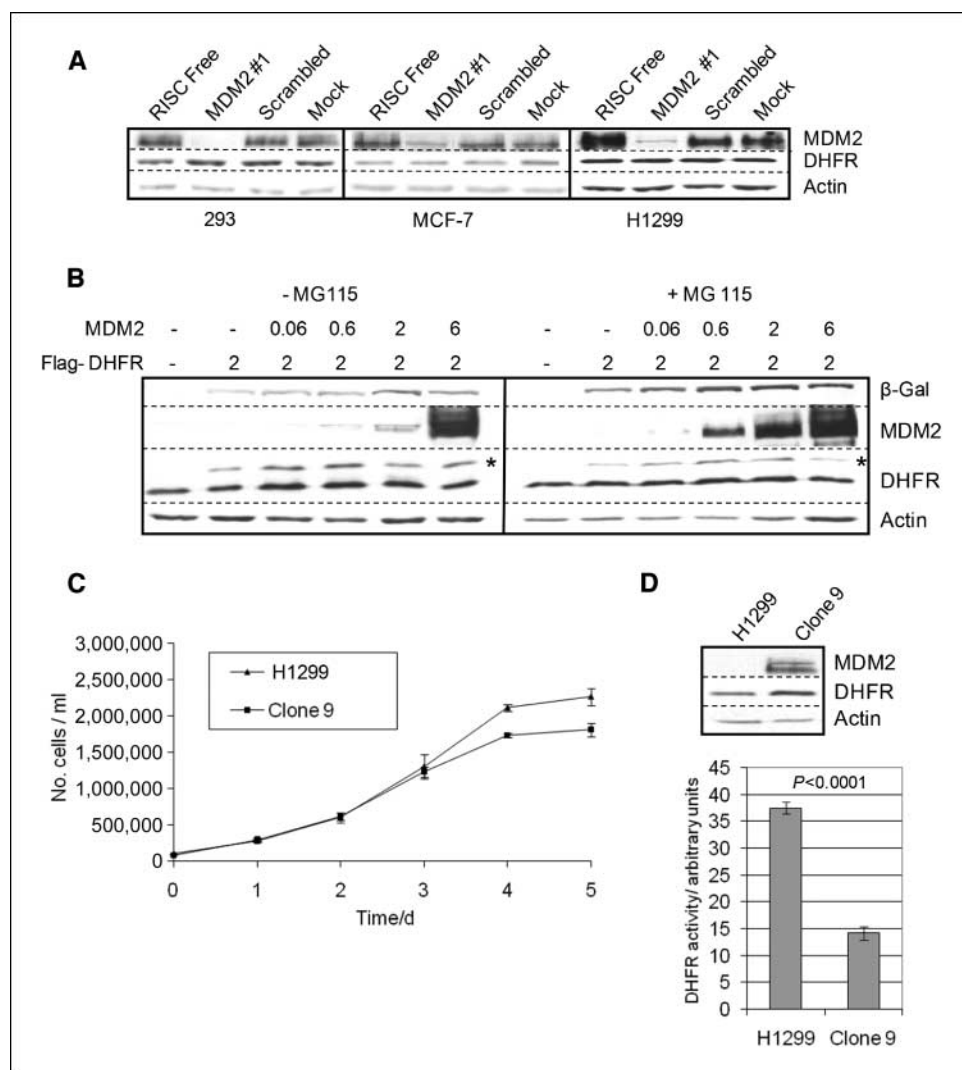 A
RISC Free MDM2 #1 Scrambled Mock RISC Free MDM2 #1 Scrambled Mock RISC Free MDM2 #1 Scrambled Mock
MDM2
DHFR
Actin
293 MCF-7 H1299
B
- MG115 + MG 115
MDM2 - - 0.06 0.6 2 6 - - 0.06 0.6 2 6
Flag- DHFR - 2 2 2 2 2 - 2 2 2 2 2
β-Gal
MDM2
* *
DHFR
Actin
C
3,000,000
2,500,000
2,000,000
1,500,000
1,000,000
500,000
0
No. cells / ml
H1299
Clone 9
0 1 2 3 4 5
Time/d
D
H1299 Clone 9
MDM2
DHFR
Actin
45
40
35
30
25
20
15
10
5
0
DHFR activity/ arbitrary units
P<0.0001
H1299 Clone 9